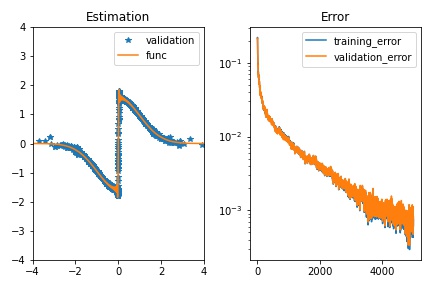 Estimation
validation
func
4
3
2
1
0
−1
−2
−3
−4
−4 −2 0 2 4
Error
training_error
validation_error
10⁻¹
10⁻²
10⁻³
0 2000 4000